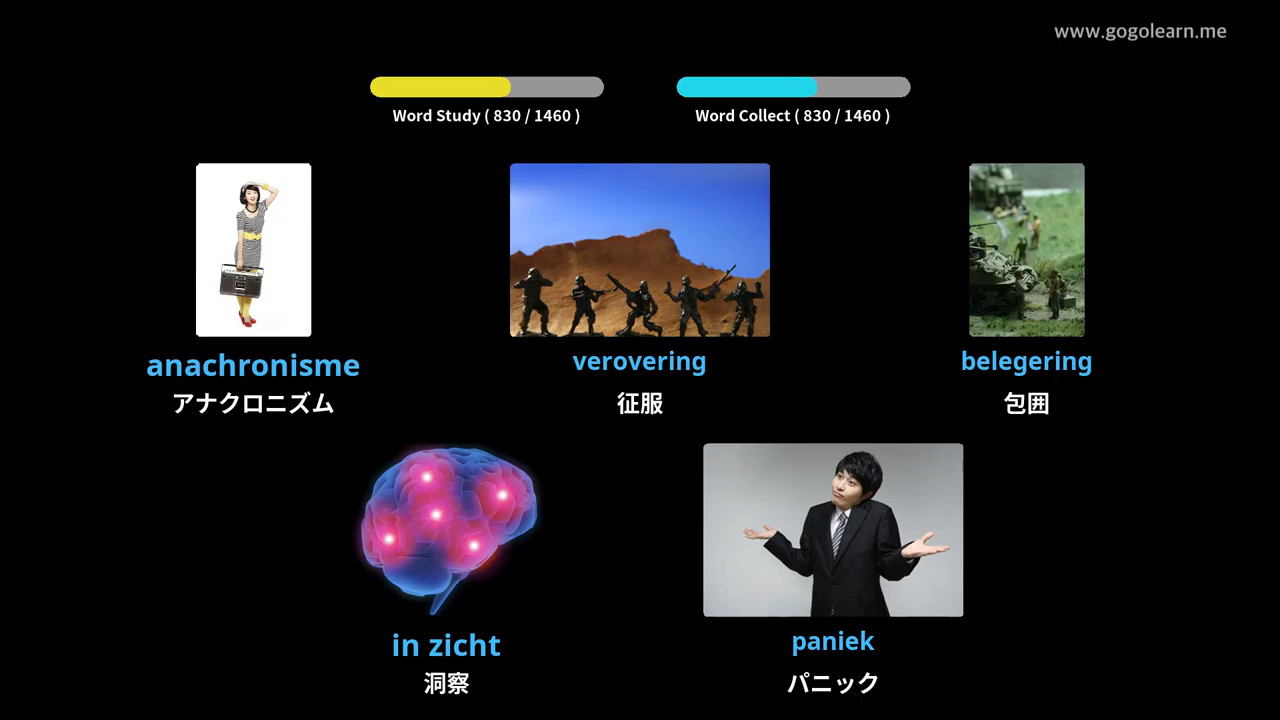 www.gogolearn.me
Word Study ( 830 / 1460 )
Word Collect ( 830 / 1460 )
anachronisme
アナクロニズム
verovering
征服
belegering
包囲
in zicht
洞察
paniek
パニック